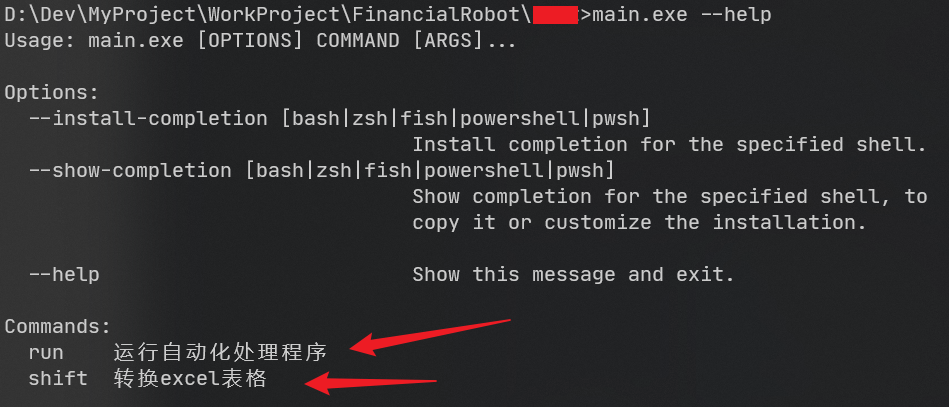 D:\Dev\MyProject\WorkProject\FinancialRobot\>main.exe --help
Usage: main.exe [OPTIONS] COMMAND [ARGS]...
Options:
--install-completion [bash|zsh|fish|powershell|pwsh]
Install completion for the specified shell.
--show-completion [bash|zsh|fish|powershell|pwsh]
Show completion for the specified shell, to
copy it or customize the installation.
--help Show this message and exit.
Commands:
run 运行自动化处理程序
shift 转换excel表格